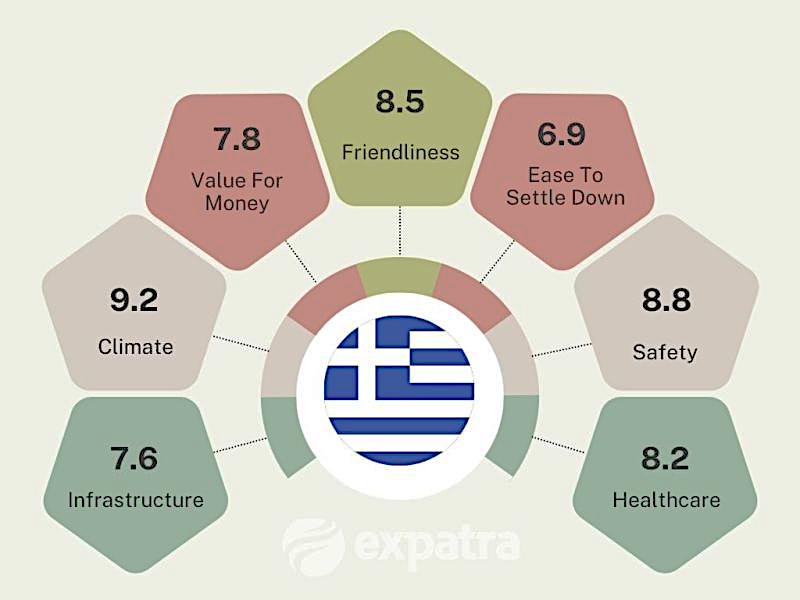 8.5
Friendliness
7.8
Value For
Money
6.9
Ease To
Settle Down
9.2
Climate
8.8
Safety
7.6
Infrastructure
8.2
Healthcare
expatra